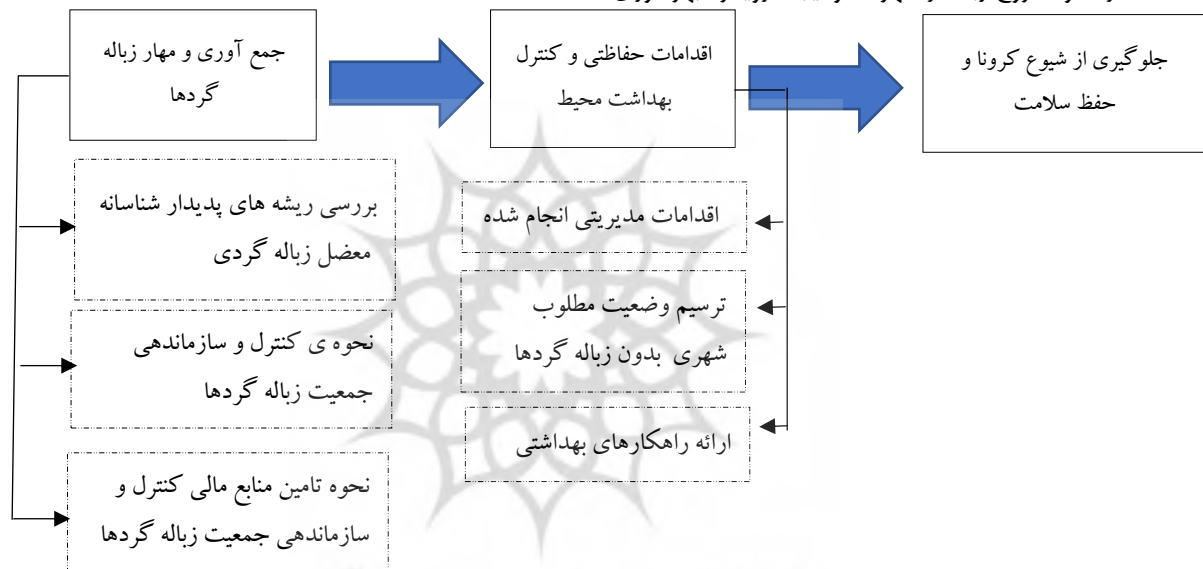 جمع آوری و مهار زباله
گردها
اقدامات حفاظتی و کنترل
بهداشت محیط
جلوگیری از شیوع کرونا و
حفظ سلامت
بررسی ریشه های پدیدار شناسانه
معضل زباله گردی
نحوه ی کنترل و سازماندهی
جمعیت زباله گردها
نحوه تامین منابع مالی کنترل و
سازماندهی جمعیت زباله گردها
اقدامات مدیریتی انجام شده
ترسیم وضعیت مطلوب
شهری بدون زباله گردها
ارائه راهکارهای بهداشتی